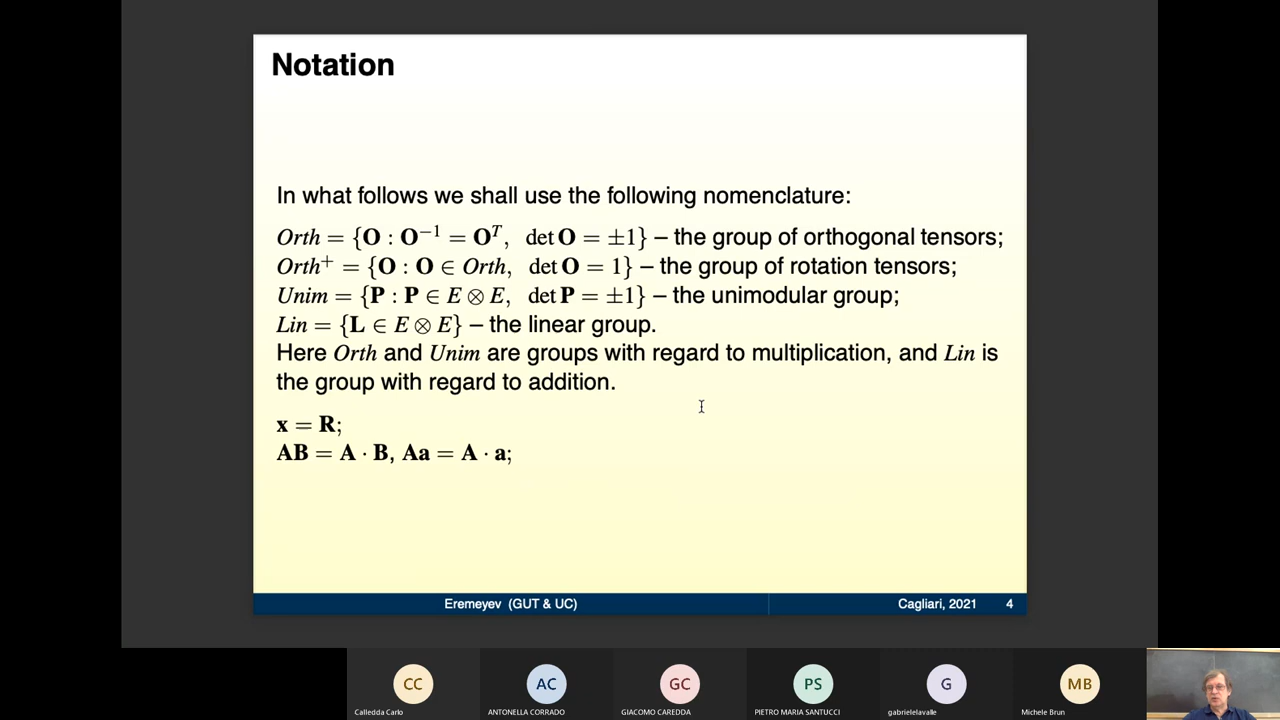 Notation
In what follows we shall use the following nomenclature:
Orth = {O : O⁻¹ = Oᵀ, det O = ±1} – the group of orthogonal tensors;
Orth⁺ = {O : O ∈ Orth, det O = 1} – the group of rotation tensors;
Unim = {P : P ∈ E ⊗ E, det P = ±1} – the unimodular group;
Lin = {L ∈ E ⊗ E} – the linear group.
Here Orth and Unim are groups with regard to multiplication, and Lin is
the group with regard to addition.
x = R;
AB = A · B, Aa = A · a;
Eremeyev (GUT & UC) Cagliari, 2021 4
CC AC GC PS G MB
Calledda Carlo ANTONELLA CORRADO GIACOMO CAREDDA PIETRO MARIA SANTUCCI gabrielelavalle Michele Brun